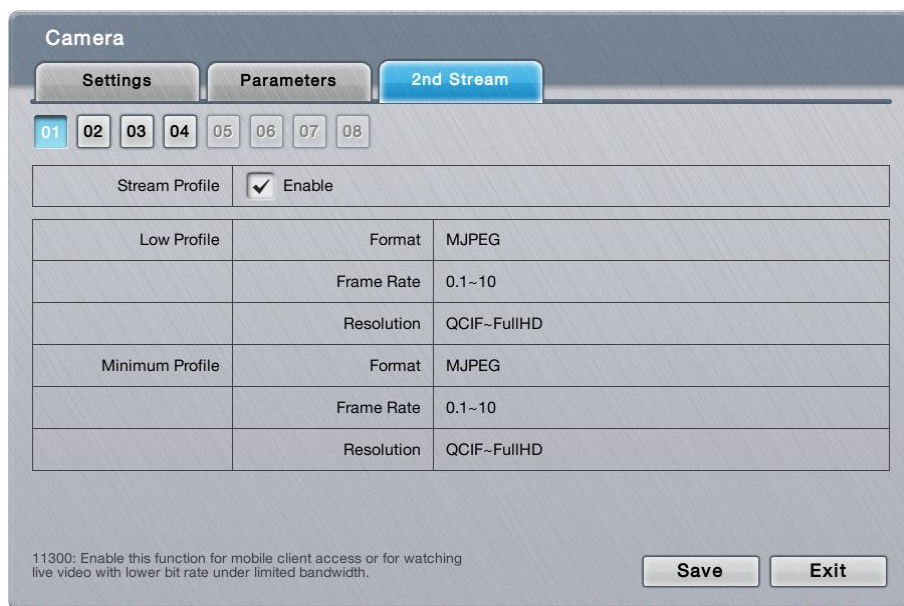 Camera
Settings Parameters 2nd Stream
01 02 03 04 05 06 07 08
Stream Profile Enable
Low Profile Format MJPEG
Frame Rate 0.1~10
Resolution QCIF~FullHD
Minimum Profile Format MJPEG
Frame Rate 0.1~10
Resolution QCIF~FullHD
11300: Enable this function for mobile client access or for watching
live video with lower bit rate under limited bandwidth.
Save Exit